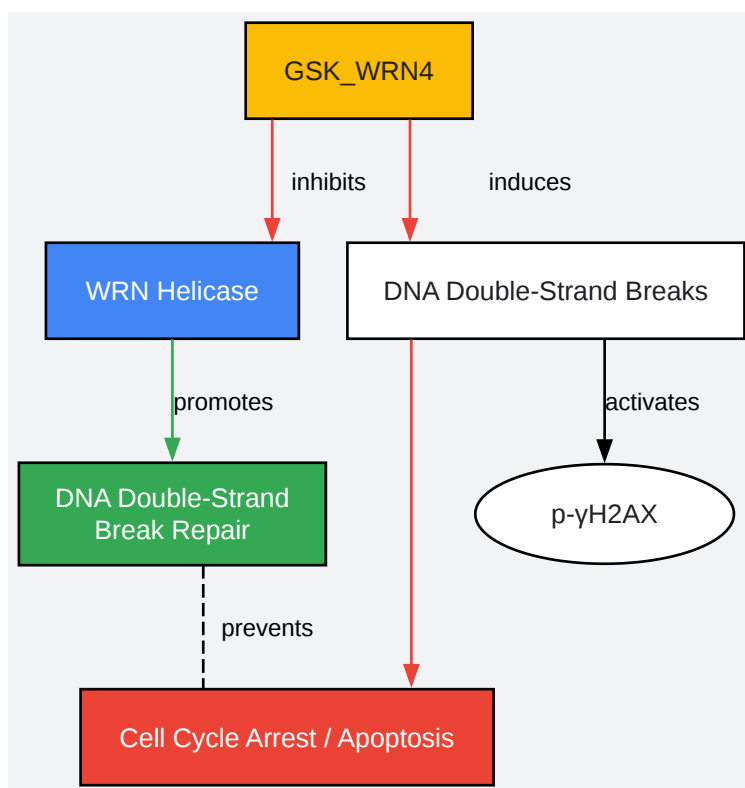 GSK_WRN4
inhibits
induces
WRN Helicase
DNA Double-Strand Breaks
promotes
activates
DNA Double-Strand
Break Repair
p-γH2AX
prevents
Cell Cycle Arrest / Apoptosis